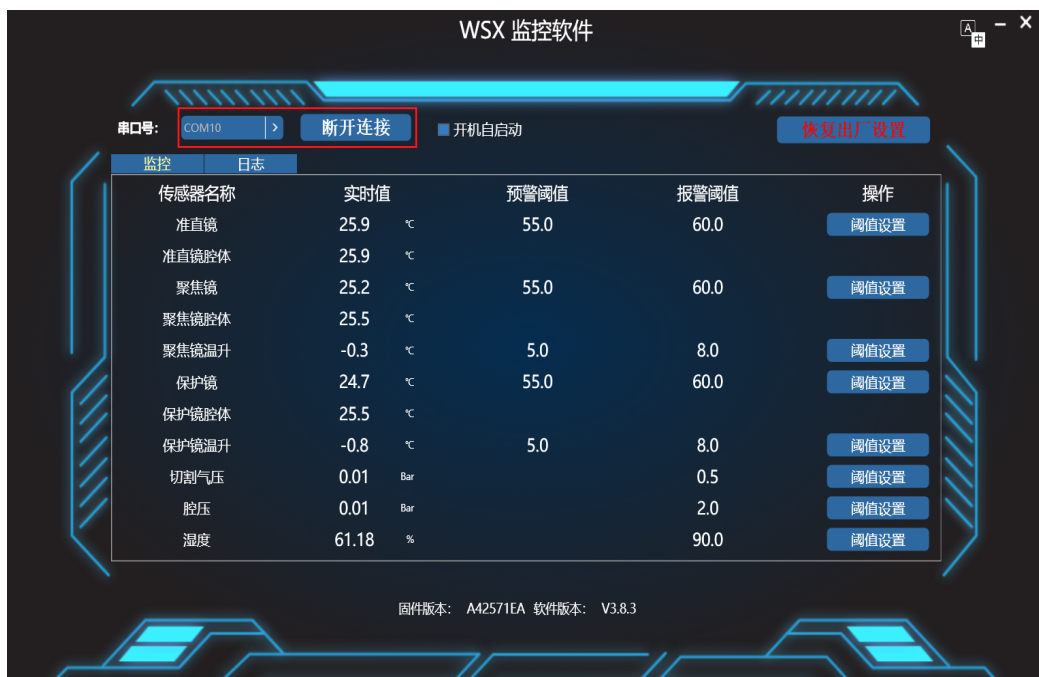 WSX 监控软件
A 中
串口号: COM10 > 断开连接 开机自启动 恢复出厂设置
监控 日志
传感器名称 实时值 预警阈值 报警阈值 操作
准直镜 25.9 ℃ 55.0 60.0 阈值设置
准直镜腔体 25.9 ℃
聚焦镜 25.2 ℃ 55.0 60.0 阈值设置
聚焦镜腔体 25.5 ℃
聚焦镜温升 -0.3 ℃ 5.0 8.0 阈值设置
保护镜 24.7 ℃ 55.0 60.0 阈值设置
保护镜腔体 25.5 ℃
保护镜温升 -0.8 ℃ 5.0 8.0 阈值设置
切割气压 0.01 Bar 0.5 阈值设置
腔压 0.01 Bar 2.0 阈值设置
湿度 61.18 % 90.0 阈值设置
固件版本: A42571EA 软件版本: V3.8.3